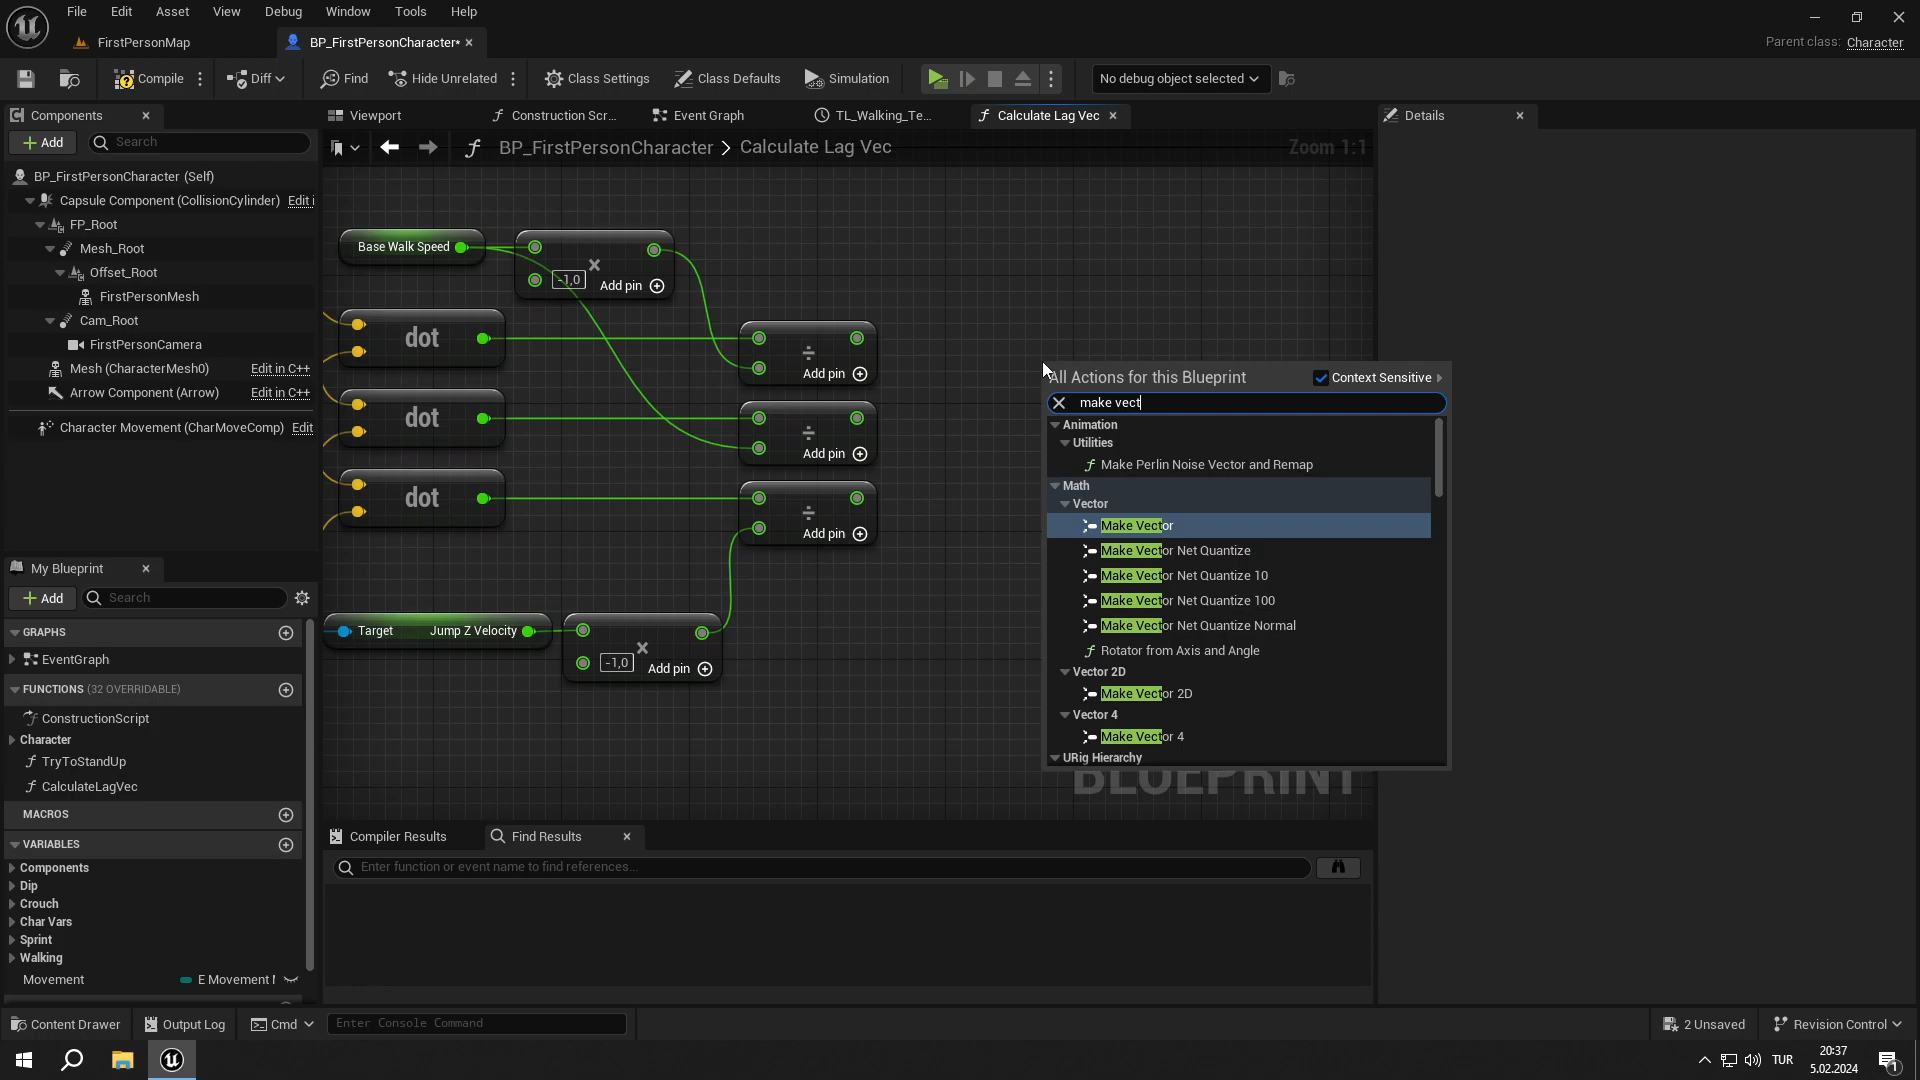 File Edit Asset View Debug Window Tools Help
FirstPersonMap
BP_FirstPersonCharacter*
Parent class: Character
Compile
Diff
Find
Hide Unrelated
Class Settings
Class Defaults
Simulation
No debug object selected
Components
Add
Search
BP_FirstPersonCharacter (Self)
Capsule Component (CollisionCylinder) Edit i
FP_Root
Mesh_Root
Offset_Root
FirstPersonMesh
Cam_Root
FirstPersonCamera
Mesh (CharacterMesh0) Edit in C++
Arrow Component (Arrow) Edit in C++
Character Movement (CharMoveComp) Edit
My Blueprint
Add
Search
GRAPHS
EventGraph
FUNCTIONS (32 OVERRIDABLE)
ConstructionScript
Character
TryToStandUp
CalculateLagVec
MACROS
VARIABLES
Components
Dip
Crouch
Char Vars
Sprint
Walking
Movement E Movement
Viewport
Construction Scr...
Event Graph
TL_Walking_Te...
Calculate Lag Vec
BP_FirstPersonCharacter > Calculate Lag Vec
Zoom 1:1
Base Walk Speed
×
-1,0
Add pin
dot
÷
Add pin
dot
÷
Add pin
dot
÷
Add pin
Target Jump Z Velocity
×
-1,0
Add pin
BLUEPRINT
All Actions for this Blueprint
Context Sensitive
make vect
Animation
Utilities
Make Perlin Noise Vector and Remap
Math
Vector
Make Vector
Make Vector Net Quantize
Make Vector Net Quantize 10
Make Vector Net Quantize 100
Make Vector Net Quantize Normal
Rotator from Axis and Angle
Vector 2D
Make Vector 2D
Vector 4
Make Vector 4
URig Hierarchy
Details
Compiler Results
Find Results
Enter function or event name to find references...
Content Drawer
Output Log
Cmd
Enter Console Command
2 Unsaved
Revision Control
TUR
20:37
5.02.2024
1